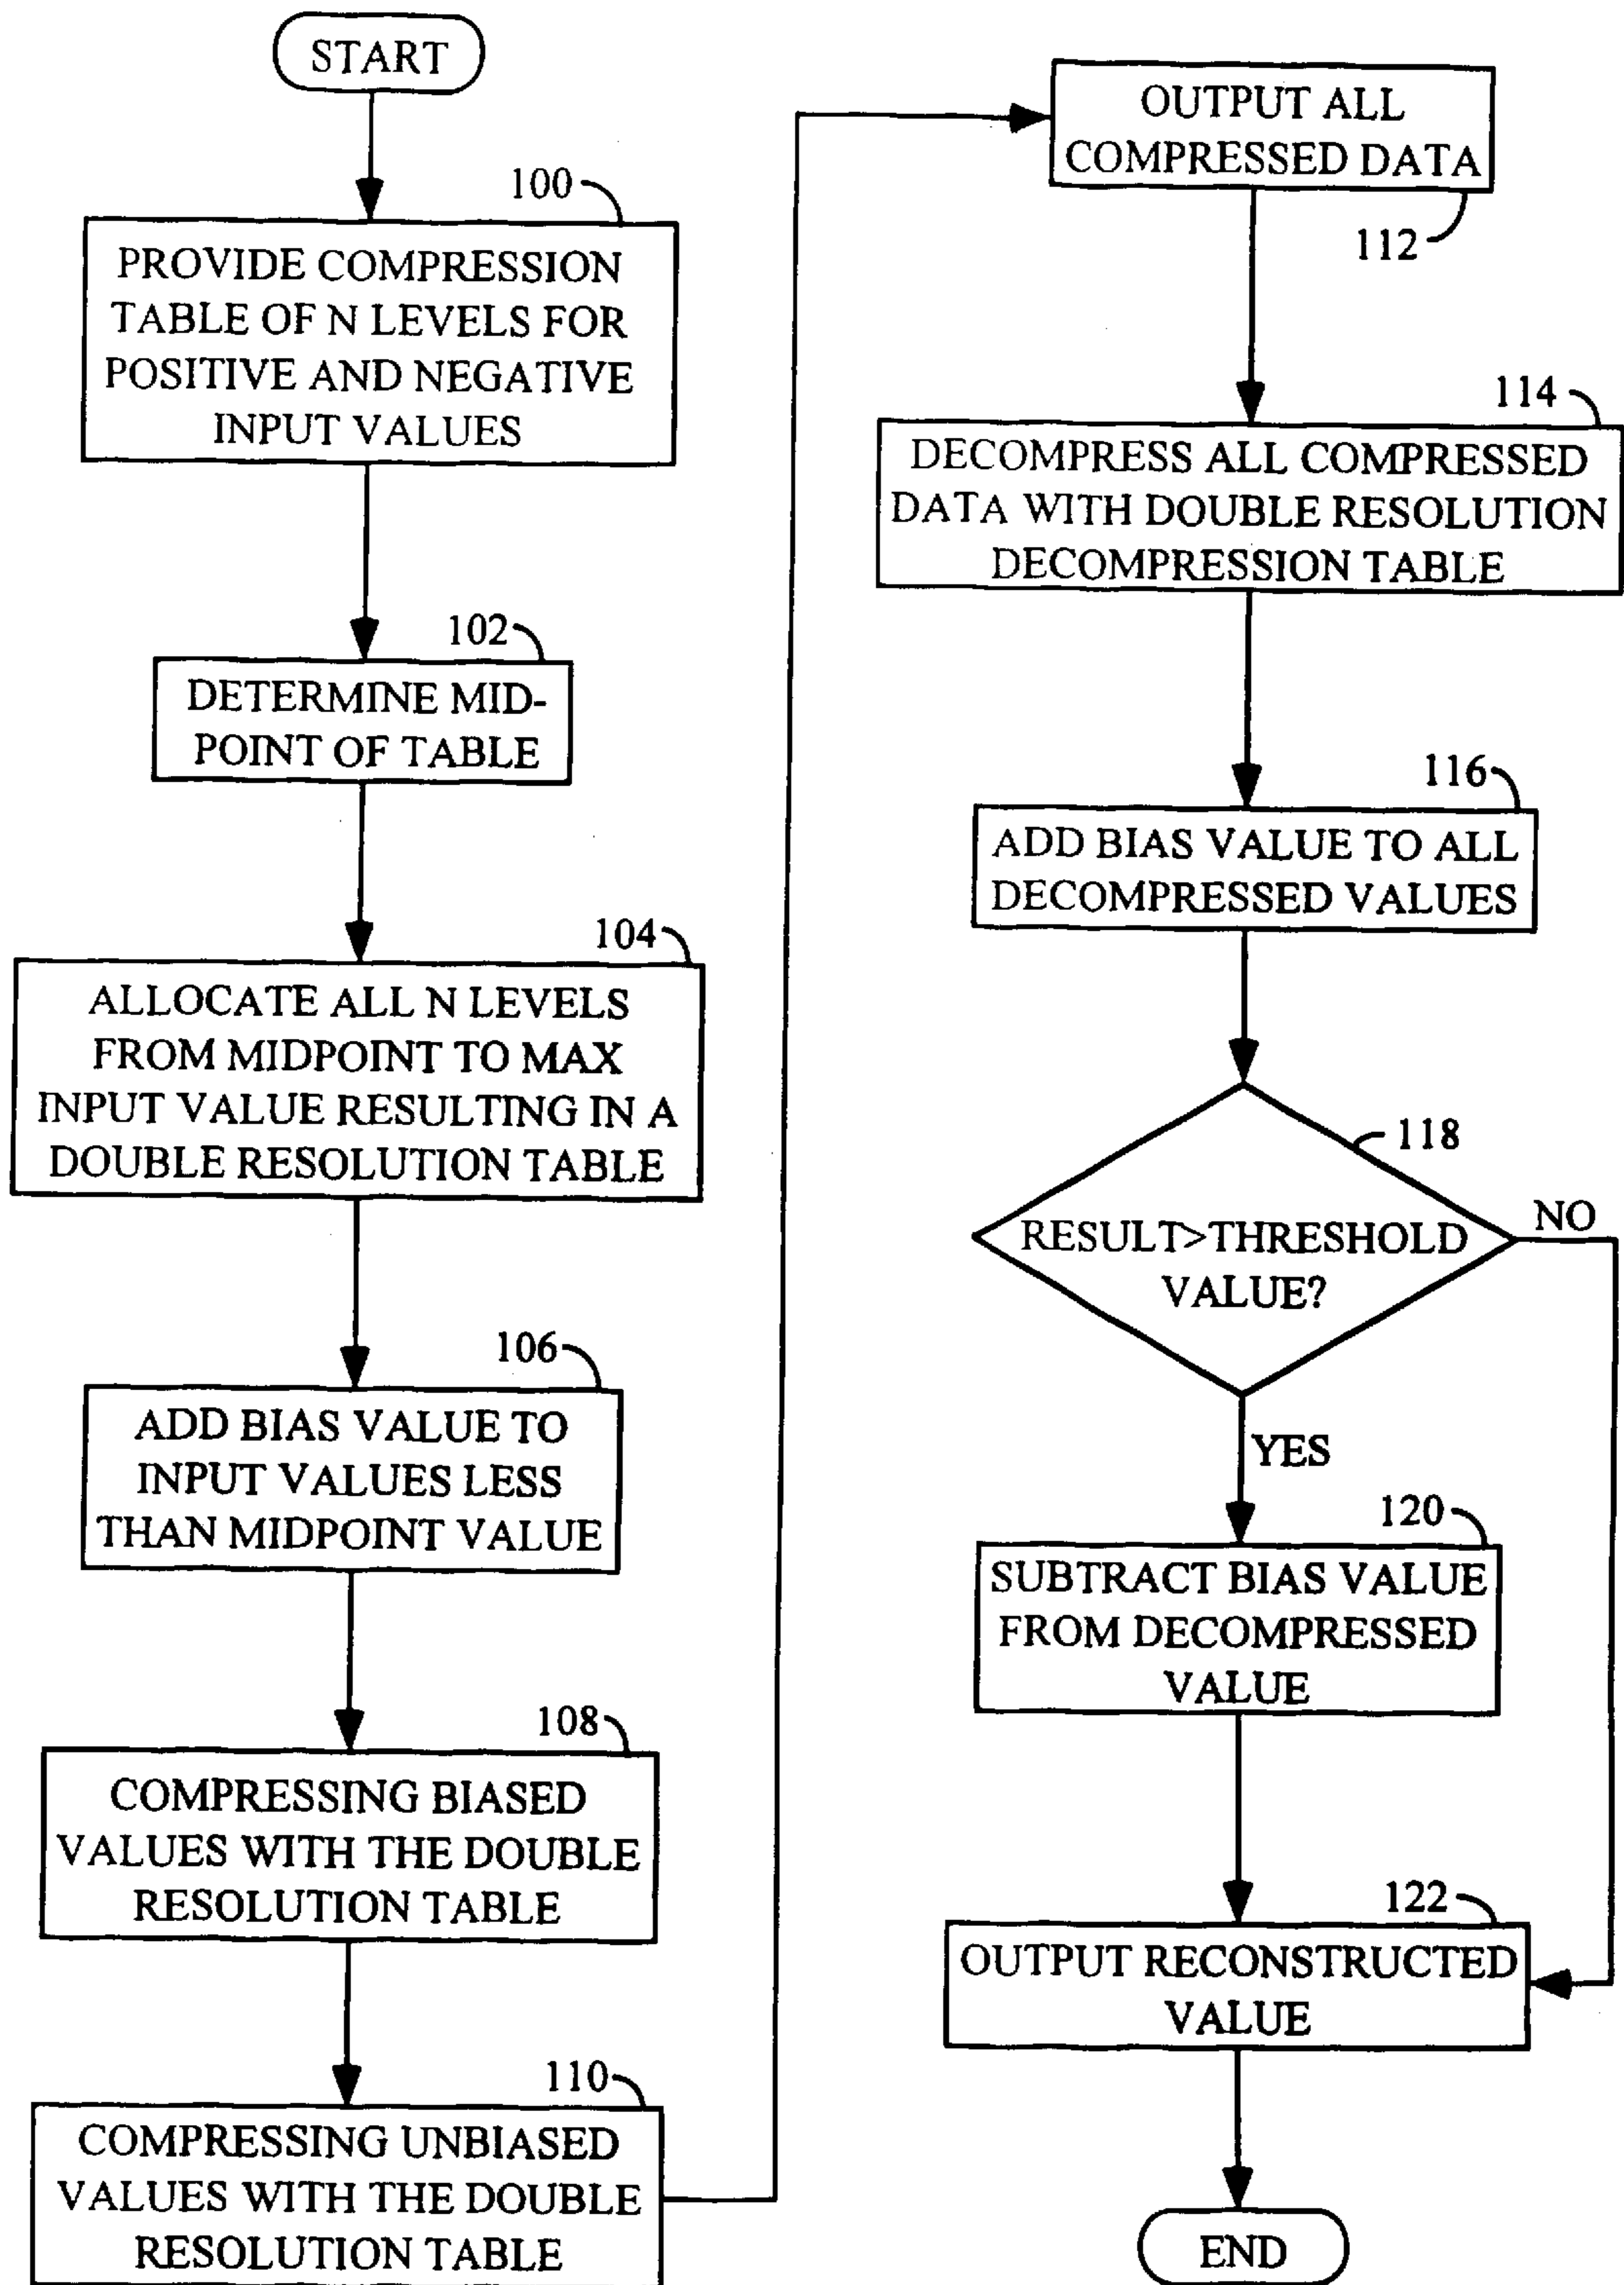 START
100
PROVIDE COMPRESSION
TABLE OF N LEVELS FOR
POSITIVE AND NEGATIVE
INPUT VALUES
102
DETERMINE MID-
POINT OF TABLE
104
ALLOCATE ALL N LEVELS
FROM MIDPOINT TO MAX
INPUT VALUE RESULTING IN A
DOUBLE RESOLUTION TABLE
106
ADD BIAS VALUE TO
INPUT VALUES LESS
THAN MIDPOINT VALUE
108
COMPRESSING BIASED
VALUES WITH THE DOUBLE
RESOLUTION TABLE
110
COMPRESSING UNBIASED
VALUES WITH THE DOUBLE
RESOLUTION TABLE
OUTPUT ALL
COMPRESSED DATA
112
114
DECOMPRESS ALL COMPRESSED
DATA WITH DOUBLE RESOLUTION
DECOMPRESSION TABLE
116
ADD BIAS VALUE TO ALL
DECOMPRESSED VALUES
118
RESULT>THRESHOLD
VALUE?
NO
YES
120
SUBTRACT BIAS VALUE
FROM DECOMPRESSED
VALUE
122
OUTPUT RECONSTRUCTED
VALUE
END